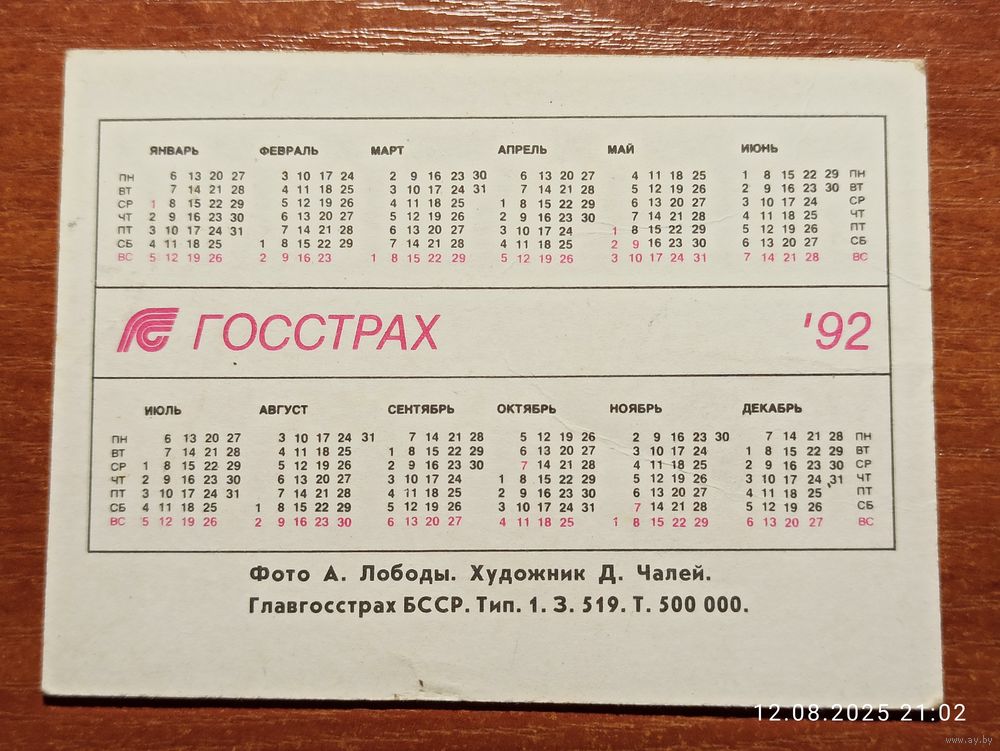 ЯНВАРЬ ФЕВРАЛЬ МАРТ АПРЕЛЬ МАЙ ИЮНЬ
ПН 6 13 20 27 3 10 17 24 2 9 16 23 30 6 13 20 27 4 11 18 25 1 8 15 22 29 ПН
ВТ 7 14 21 28 4 11 18 25 3 10 17 24 31 7 14 21 28 5 12 19 26 2 9 16 23 30 ВТ
СР 1 8 15 22 29 5 12 19 26 4 11 18 25 1 8 15 22 29 6 13 20 27 3 10 17 24 СР
ЧТ 2 9 16 23 30 6 13 20 27 5 12 19 26 2 9 16 23 30 7 14 21 28 4 11 18 25 ЧТ
ПТ 3 10 17 24 31 7 14 21 28 6 13 20 27 3 10 17 24 1 8 15 22 29 5 12 19 26 ПТ
СБ 4 11 18 25 1 8 15 22 29 7 14 21 28 4 11 18 25 2 9 16 23 30 6 13 20 27 СБ
ВС 5 12 19 26 2 9 16 23 1 8 15 22 29 5 12 19 26 3 10 17 24 31 7 14 21 28 ВС
ГОССТРАХ '92
ИЮЛЬ АВГУСТ СЕНТЯБРЬ ОКТЯБРЬ НОЯБРЬ ДЕКАБРЬ
ПН 6 13 20 27 3 10 17 24 31 7 14 21 28 5 12 19 26 2 9 16 23 30 7 14 21 28 ПН
ВТ 7 14 21 28 4 11 18 25 1 8 15 22 29 6 13 20 27 3 10 17 24 1 8 15 22 29 ВТ
СР 1 8 15 22 29 5 12 19 26 2 9 16 23 30 7 14 21 28 4 11 18 25 2 9 16 23 30 СР
ЧТ 2 9 16 23 30 6 13 20 27 3 10 17 24 1 8 15 22 29 5 12 19 26 3 10 17 24 31 ЧТ
ПТ 3 10 17 24 31 7 14 21 28 4 11 18 25 2 9 16 23 30 6 13 20 27 4 11 18 25 ПТ
СБ 4 11 18 25 1 8 15 22 29 5 12 19 26 3 10 17 24 31 7 14 21 28 5 12 19 26 СБ
ВС 5 12 19 26 2 9 16 23 30 6 13 20 27 4 11 18 25 1 8 15 22 29 6 13 20 27 ВС
Фото А. Лободы. Художник Д. Чалей.
Главгосстрах БССР. Тип. 1. З. 519. Т. 500 000.
12.08.2025 21:02
www.ay.by